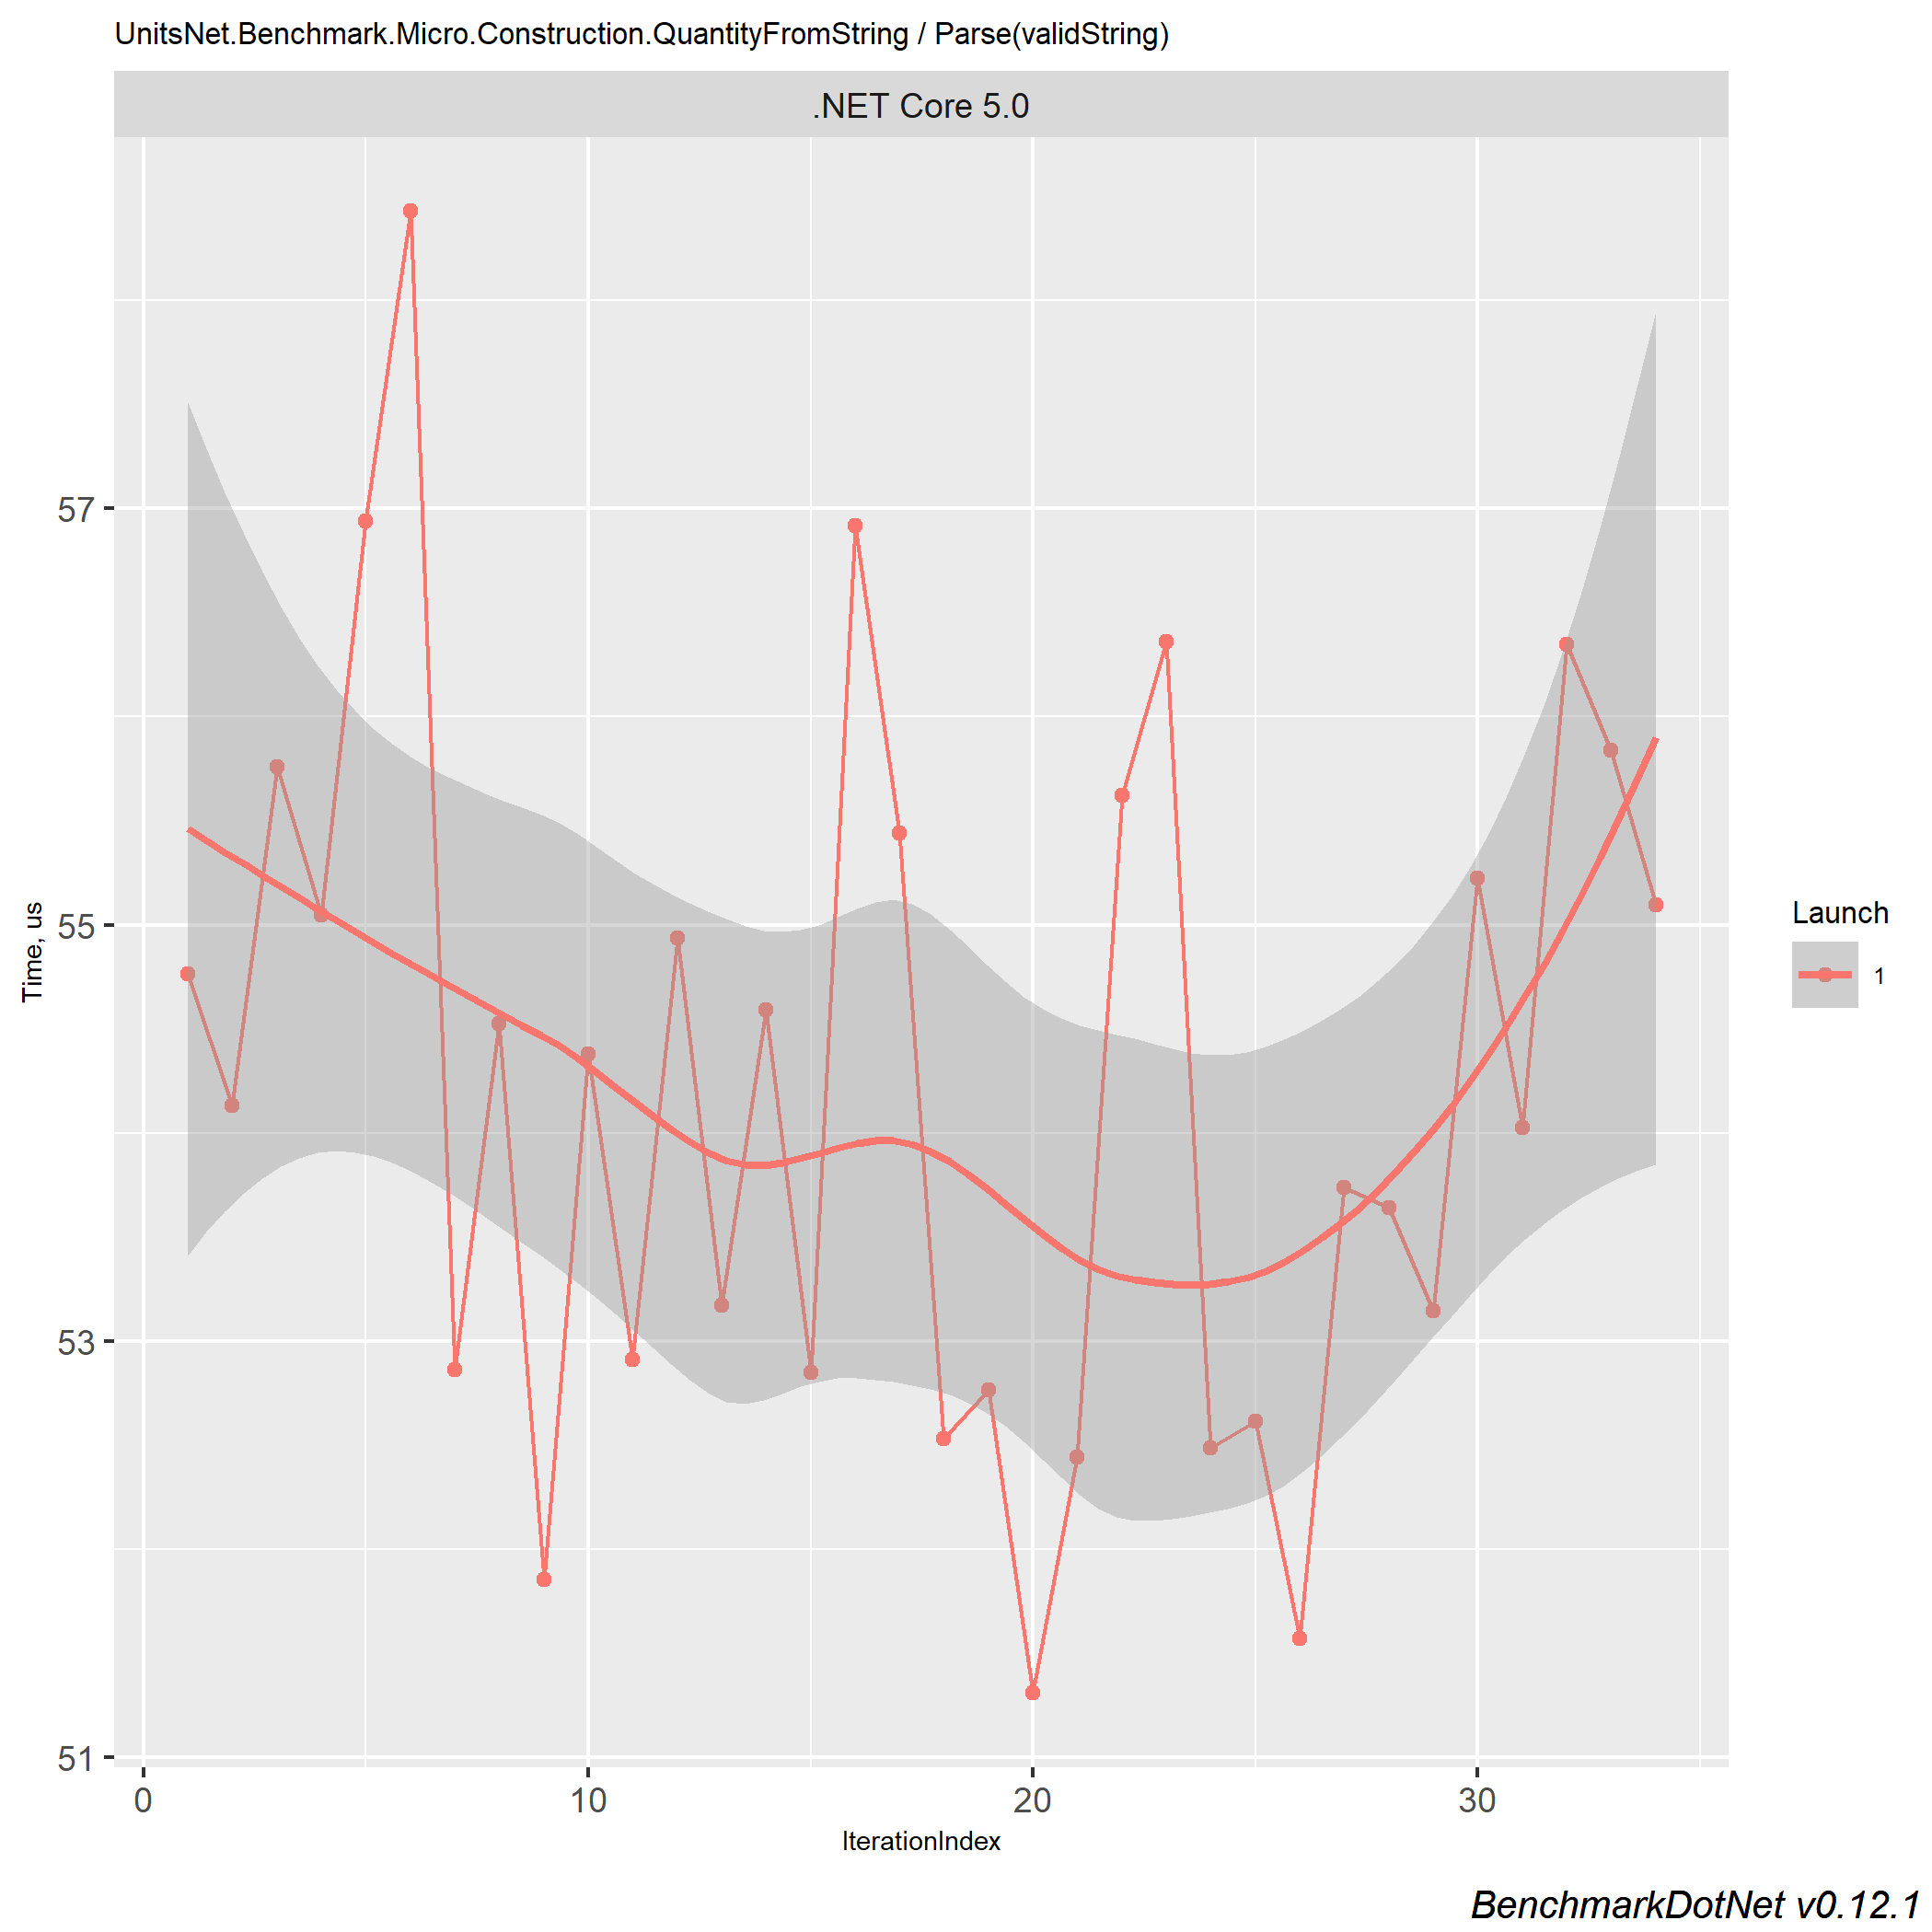 UnitsNet.Benchmark.Micro.Construction.QuantityFromString / Parse(validString)
.NET Core 5.0
57
55
53
51
Time, us
0 10 20 30
IterationIndex
Launch
1
BenchmarkDotNet v0.12.1